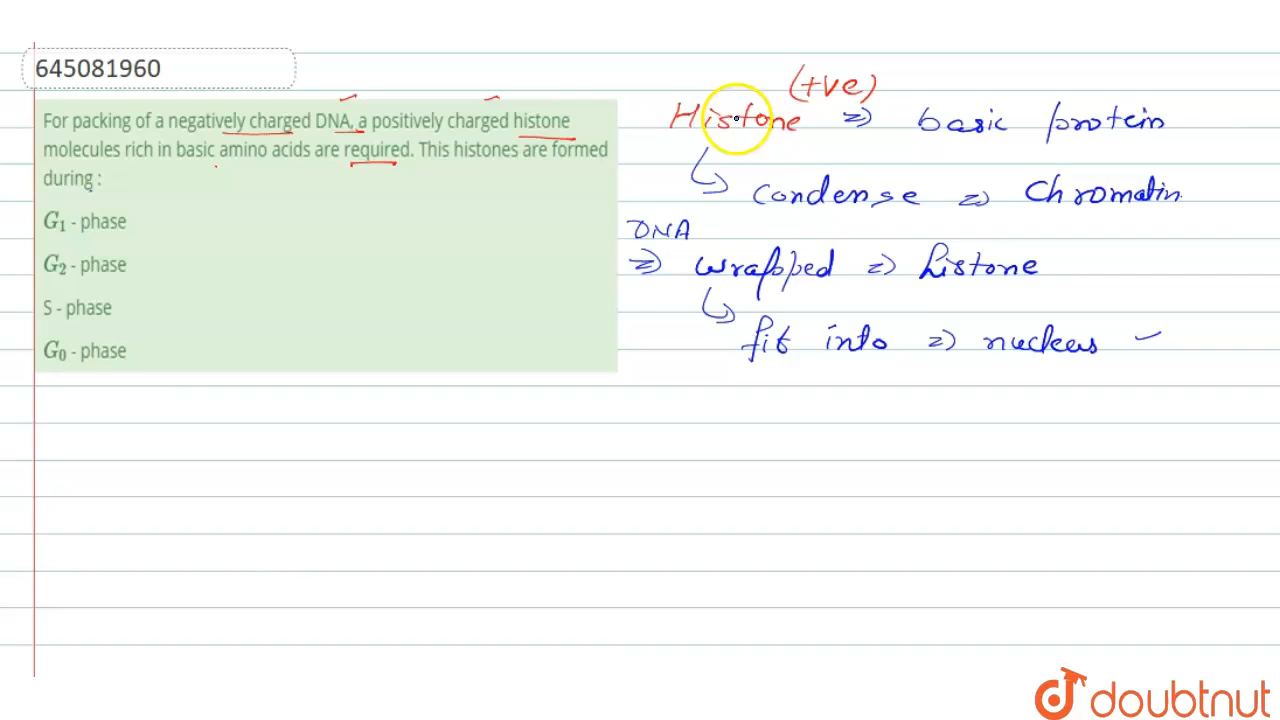 645081960
For packing of a negatively charged DNA, a positively charged histone
molecules rich in basic amino acids are required. This histones are formed
during :
G₁ - phase
G₂ - phase
S - phase
G₀ - phase
(+ve)
Histone ⇒ basic protein
↳ Condense ⇒ Chromatin
DNA
⇒ wrapped ⇒ histone
↳ fit into ⇒ nucleus
doubtnut